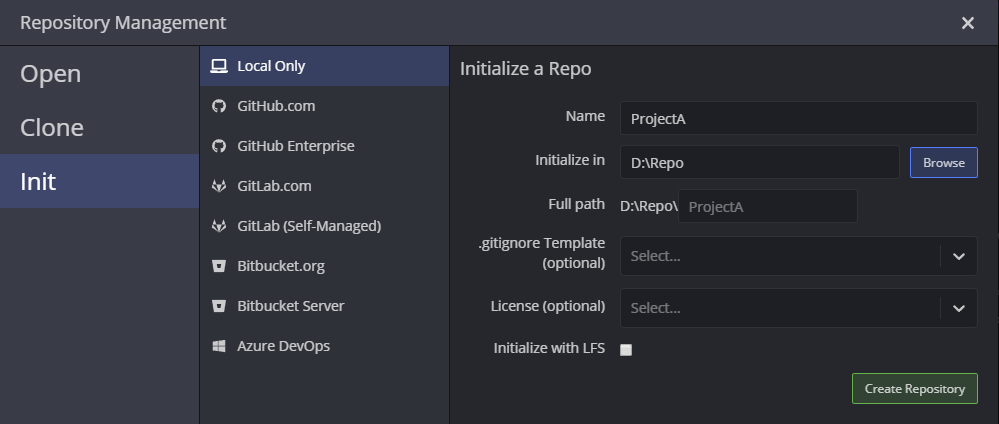 Repository Management
Open
Clone
Init
Local Only
GitHub.com
GitHub Enterprise
GitLab.com
GitLab (Self-Managed)
Bitbucket.org
Bitbucket Server
Azure DevOps
Initialize a Repo
Name
ProjectA
Initialize in
D:\Repo
Browse
Full path
D:\Repo\
ProjectA
.gitignore Template
(optional)
Select...
License (optional)
Select...
Initialize with LFS
Create Repository